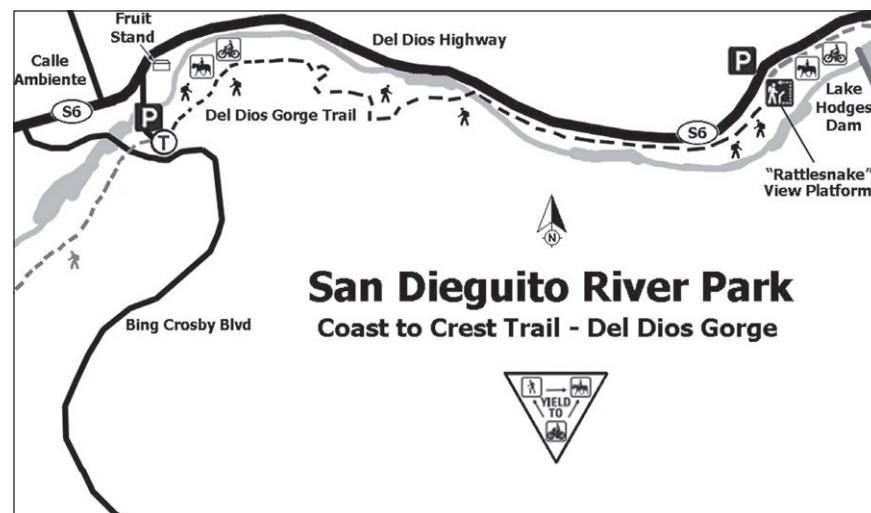 Fruit
Stand
Calle
Ambiente
Del Dios Highway
P
S6
P
Del Dios Gorge Trail
T
S6
Lake
Hodges
Dam
"Rattlesnake"
View Platform
N
San Dieguito River Park
Coast to Crest Trail - Del Dios Gorge
Bing Crosby Blvd
YIELD
TO